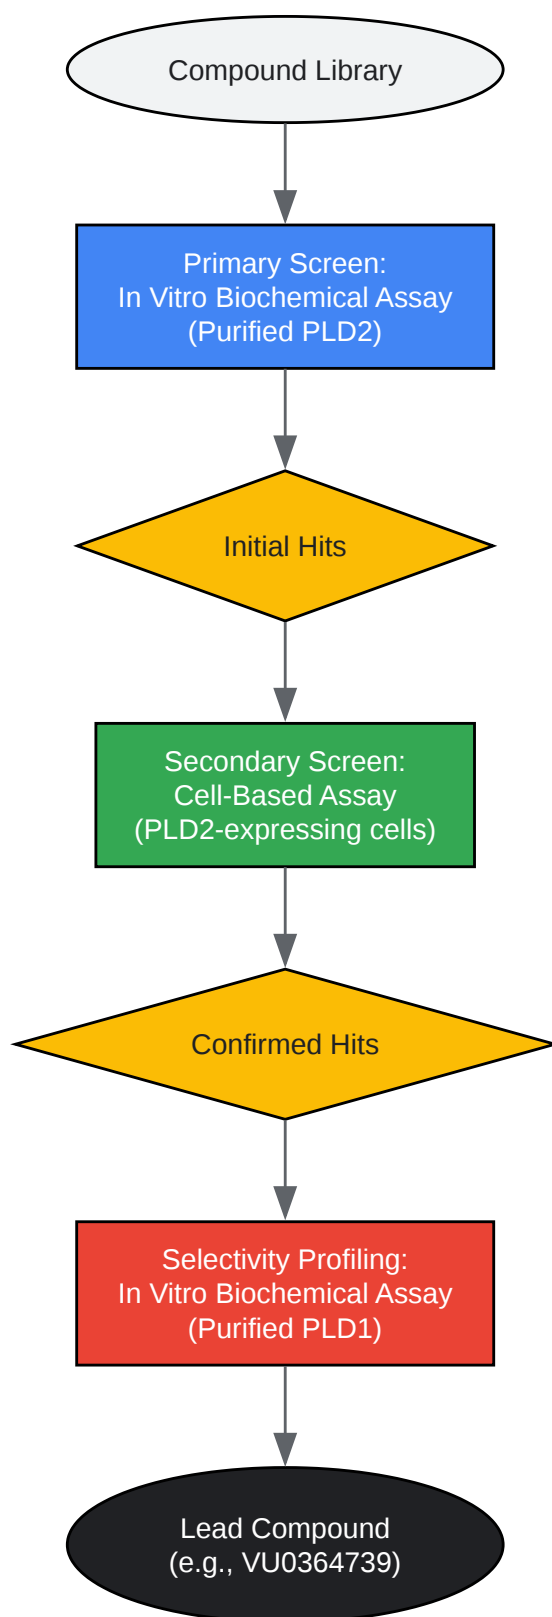 Compound Library
Primary Screen:
In Vitro Biochemical Assay
(Purified PLD2)
Initial Hits
Secondary Screen:
Cell-Based Assay
(PLD2-expressing cells)
Confirmed Hits
Selectivity Profiling:
In Vitro Biochemical Assay
(Purified PLD1)
Lead Compound
(e.g., VU0364739)